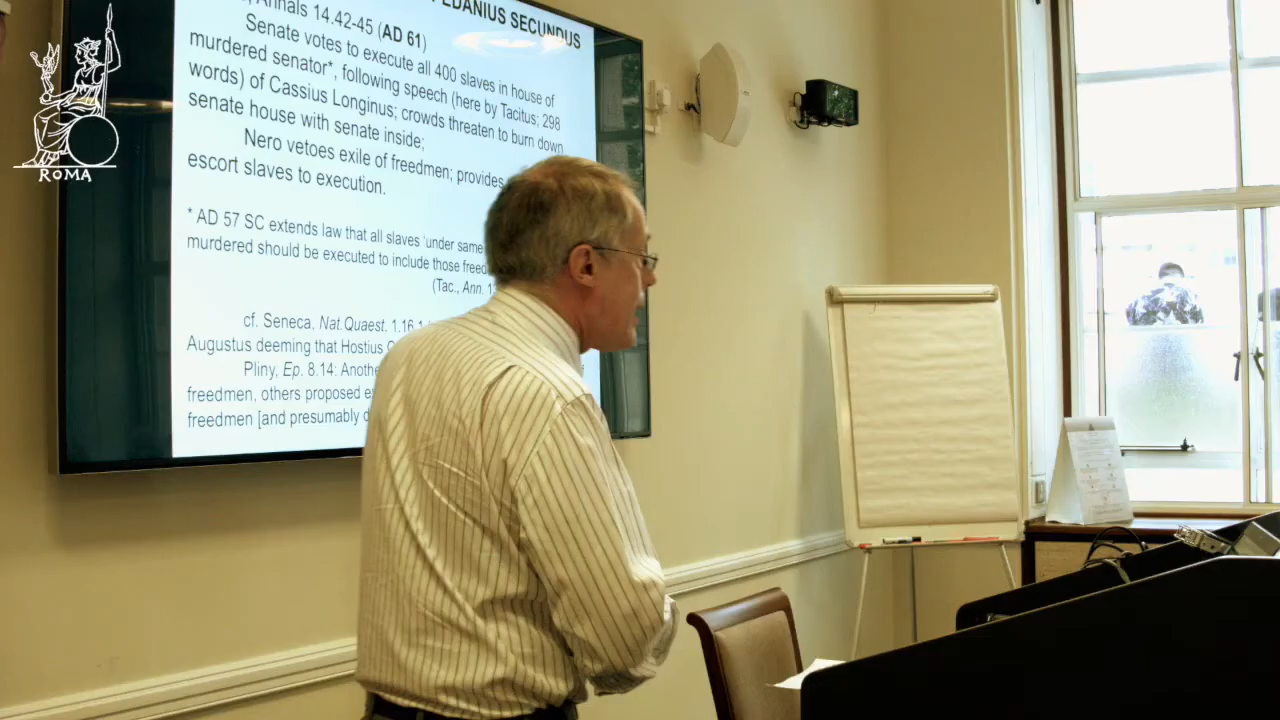 PEDANIUS SECUNDUS
Annals 14.42-45 (AD 61)
Senate votes to execute all 400 slaves in house of
murdered senator*, following speech (here by Tacitus; 298
words) of Cassius Longinus; crowds threaten to burn down
senate house with senate inside;
Nero vetoes exile of freedmen; provides
escort slaves to execution.
* AD 57 SC extends law that all slaves 'under same
murdered should be executed to include those
(Tac., Ann.
cf. Seneca, Nat.Quaest. 1.16
Augustus deeming that Hostius
Pliny, Ep. 8.14:
freedmen, others proposed
freedmen [and presumably
ROMA